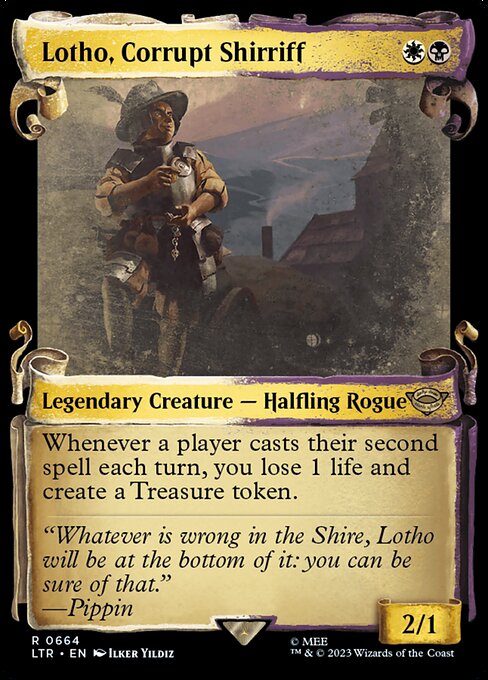 Lotho, Corrupt Shirriff
Legendary Creature — Halfling Rogue
Whenever a player casts their second
spell each turn, you lose 1 life and
create a Treasure token.
“Whatever is wrong in the Shire, Lotho
will be at the bottom of it: you can be
sure of that.”
—Pippin
2/1
R 0664
LTR • EN ILKER YILDIZ
© MEE
™ & © 2023 Wizards of the Coast